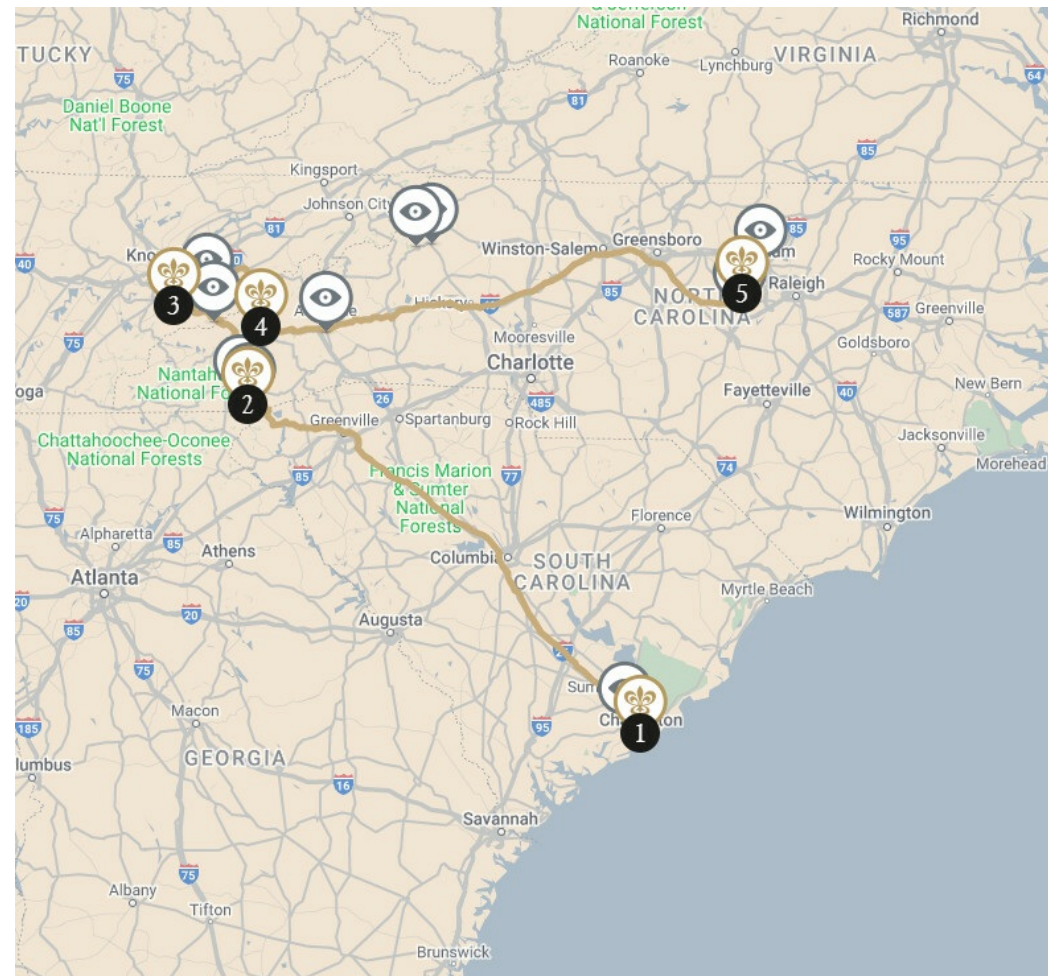 & Jefferson
National Forest
Richmond
TUCKY
Roanoke
Lynchburg
VIRGINIA
75
64
81
Daniel Boone
Nat'l Forest
85
Kingsport
Johnson City
81
40
Kno
Winston-Salem
Greensboro
85
95
Rocky Mount
Raleigh
3
5
Hickory
85
NORT
CAROLINA
587
Greenville
4
Goldsboro
75
Mooresville
Nantah
National Fo
Charlotte
oga
26
485
Fayetteville
40
New Bern
2
Greenville
Spartanburg
Rock Hill
Jacksonville
Chattahoochee-Oconee
National Forests
Morehead
85
77
74
Francis Marion
& Sumter
National
Forests
75
Alpharetta
85
Athens
Florence
Wilmington
Columbia
SOUTH
CAROLINA
Atlanta
Myrtle Beach
20
20
85
Augusta
75
Sum
Macon
1
185
95
GEORGIA
lumbus
16
Savannah
75
Albany
Tifton
Brunswick